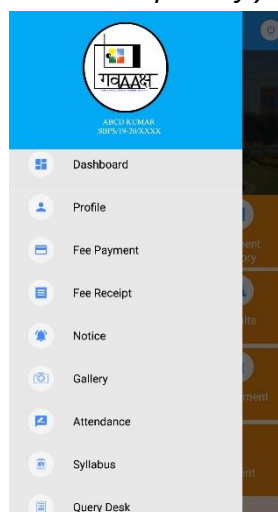 गवाAAक्ष
ABCD KUMAR
SBPS/19-20/XXXX
Dashboard
Profile
Fee Payment
Fee Receipt
Notice
Gallery
Attendance
Syllabus
Query Desk